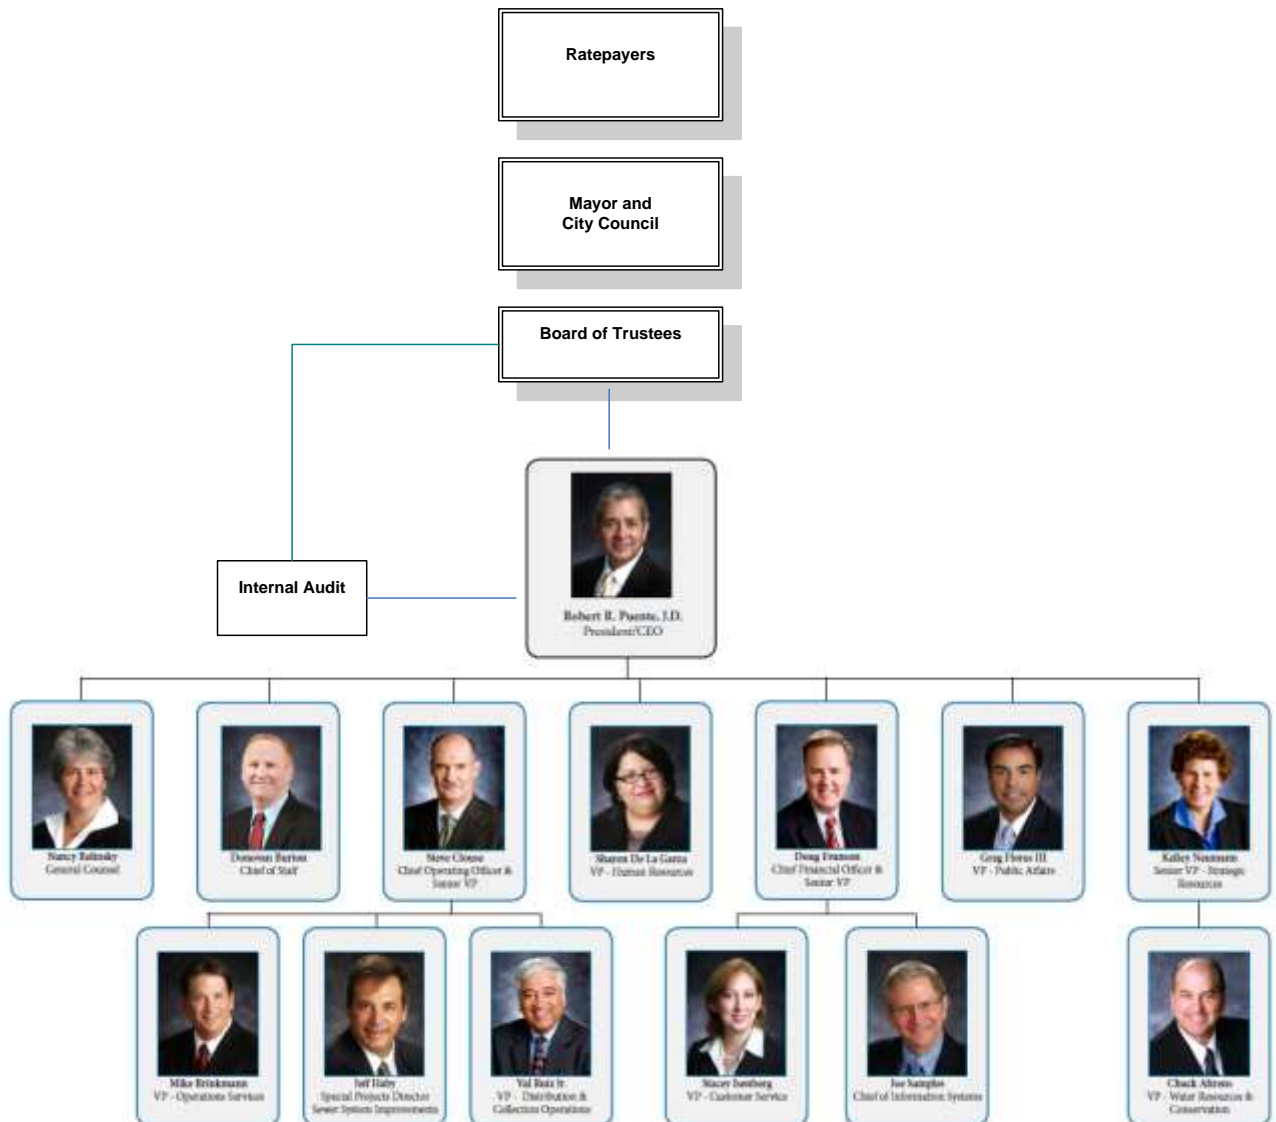 Ratepayers
Mayor and
City Council
Board of Trustees
Internal Audit
Robert R. Puente, J.D.
President/CEO
Nancy Belinsky
General Counsel
Donovan Burton
Chief of Staff
Steve Clouse
Chief Operating Officer &
Senior VP
Sharon De La Garza
VP - Human Resources
Doug Evanson
Chief Financial Officer &
Senior VP
Greg Flores III
VP - Public Affairs
Kelley Neumann
Senior VP - Strategic
Resources
Mike Brinkmann
VP - Operations Services
Jeff Haby
Special Projects Director
Sewer System Improvements
Val Ruiz Jr.
VP - Distribution &
Collection Operations
Stacey Isenberg
VP - Customer Service
Joe Samples
Chief of Information Systems
Chuck Ahrens
VP - Water Resources &
Conservation